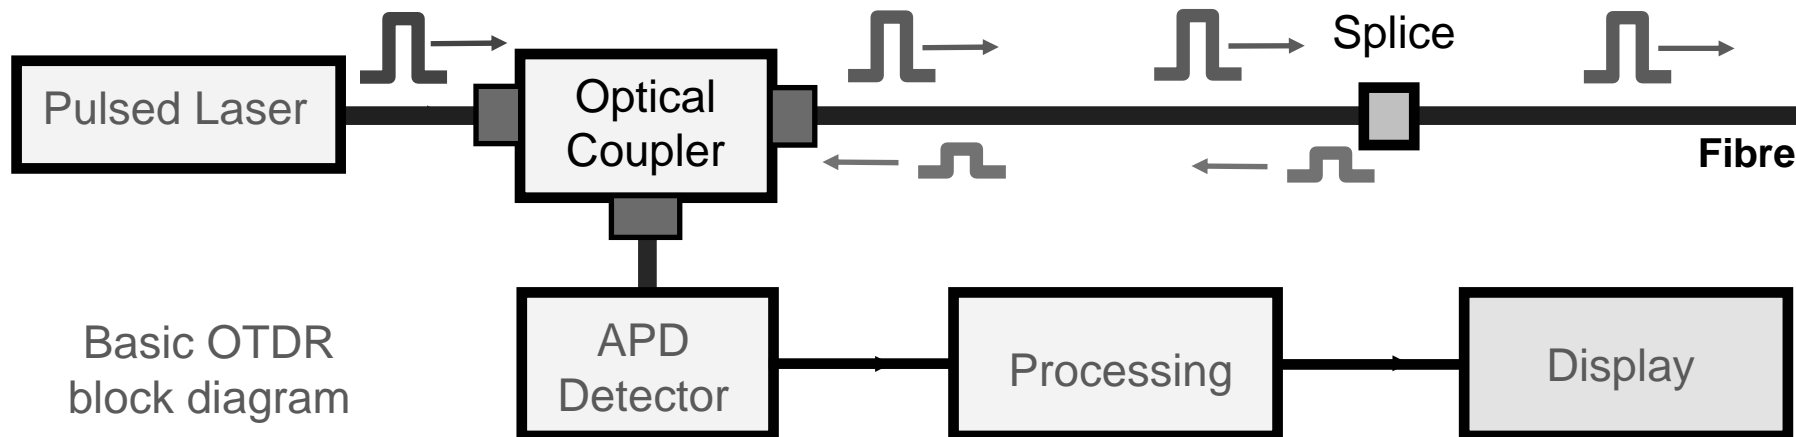 Splice
Pulsed Laser
Optical
Coupler
Fibre
Basic OTDR
block diagram
APD
Detector
Processing
Display